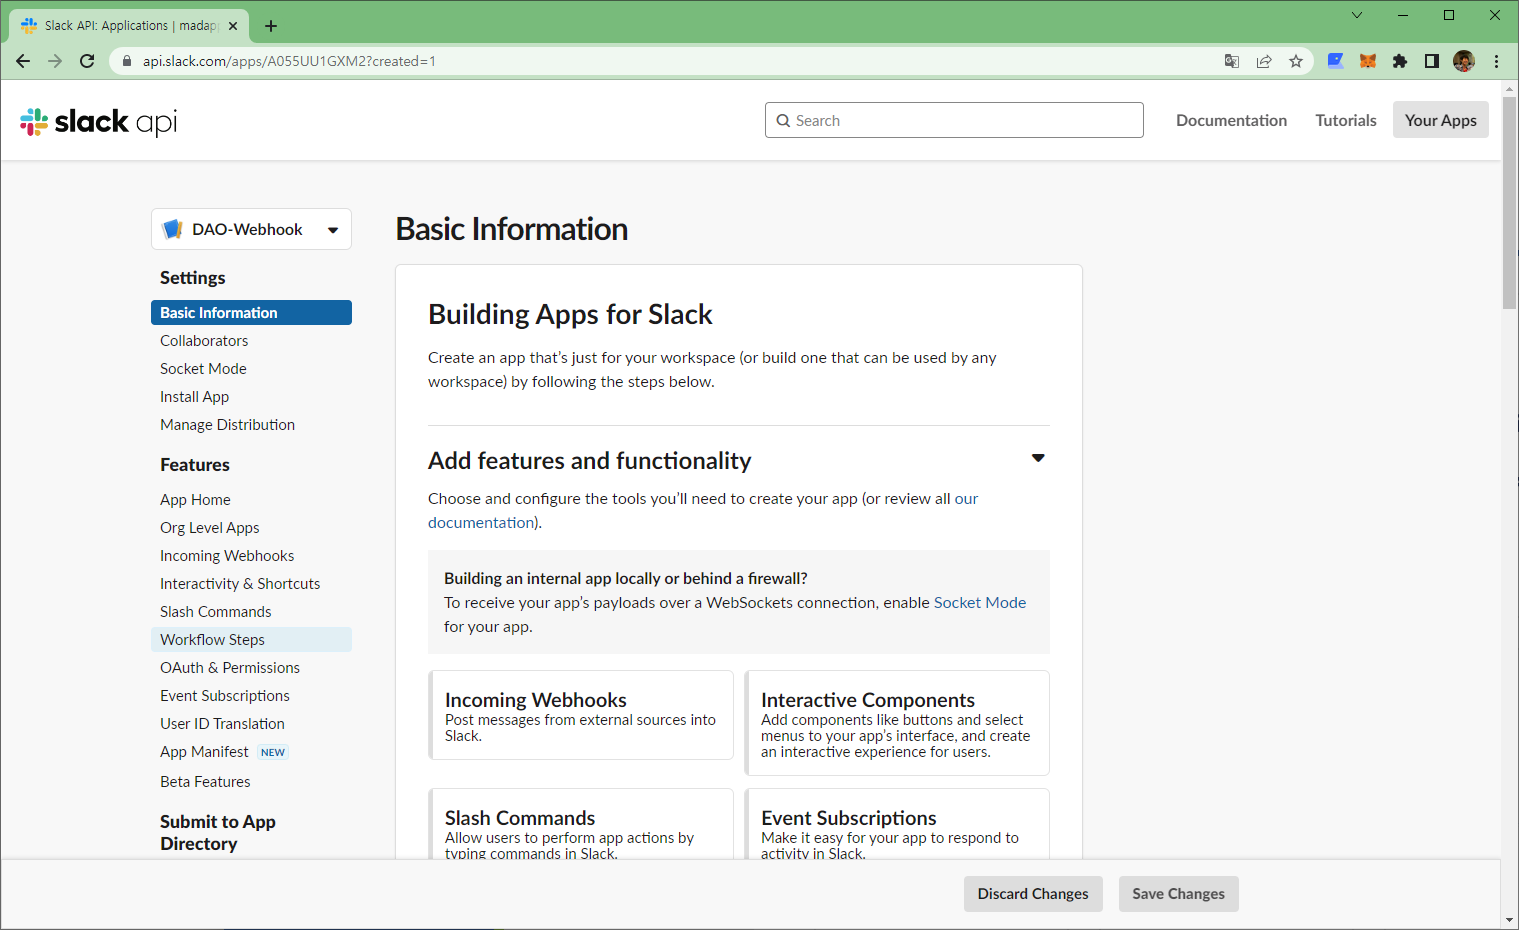 Slack API: Applications | madap
api.slack.com/apps/A055UU1GXM2?created=1
slack api
Search
Documentation
Tutorials
Your Apps
DAO-Webhook
Settings
Basic Information
Collaborators
Socket Mode
Install App
Manage Distribution
Features
App Home
Org Level Apps
Incoming Webhooks
Interactivity & Shortcuts
Slash Commands
Workflow Steps
OAuth & Permissions
Event Subscriptions
User ID Translation
App Manifest NEW
Beta Features
Submit to App
Directory
Basic Information
Building Apps for Slack
Create an app that's just for your workspace (or build one that can be used by any
workspace) by following the steps below.
Add features and functionality
Choose and configure the tools you'll need to create your app (or review all our
documentation).
Building an internal app locally or behind a firewall?
To receive your app's payloads over a WebSockets connection, enable Socket Mode
for your app.
Incoming Webhooks
Post messages from external sources into
Slack.
Interactive Components
Add components like buttons and select
menus to your app's interface, and create
an interactive experience for users.
Slash Commands
Allow users to perform app actions by
typing commands in Slack.
Event Subscriptions
Make it easy for your app to respond to
activity in Slack.
Discard Changes
Save Changes